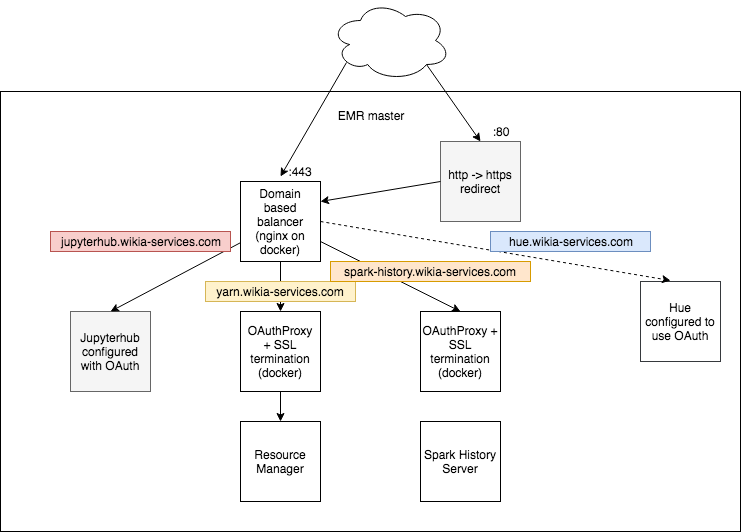 EMR master
:80
:443
http -> https
redirect
Domain
based
balancer
(nginx on
docker)
jupyterhub.wikia-services.com
hue.wikia-services.com
spark-history.wikia-services.com
yarn.wikia-services.com
Jupyterhub
configured
with OAuth
OAuthProxy
+ SSL
termination
(docker)
OAuthProxy +
SSL
termination
(docker)
Hue
configured to
use OAuth
Resource
Manager
Spark History
Server